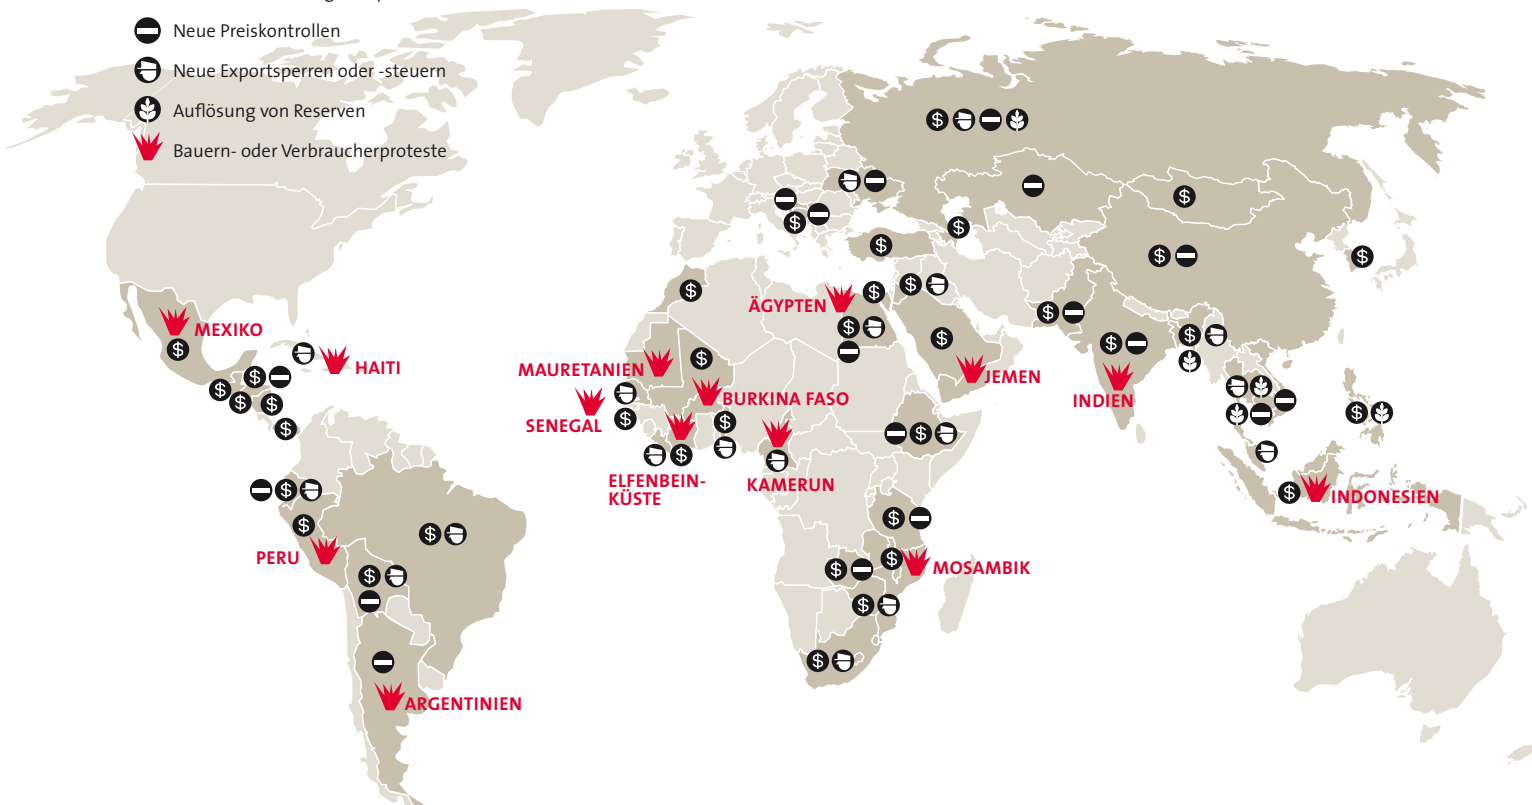 Neue Preiskontrollen
Neue Exportsperren oder -steuern
Auflösung von Reserven
Bauern- oder Verbraucherproteste
MEXIKO
HAITI
PERU
ARGENTINIEN
ÄGYPTEN
MAURETANIEN
BURKINA FASO
SENEGAL
ELFENBEIN-
KÜSTE
KAMERUN
JEMEN
INDIEN
INDONESIEN
MOSAMBIK